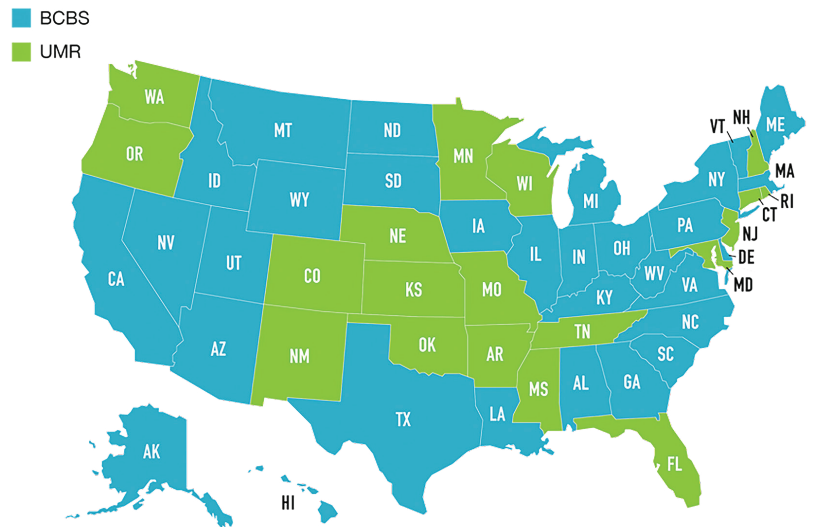 BCBS
UMR
WA
MT
ND
MN
VT
NH
ME
OR
ID
SD
WI
NY
MA
WY
MI
RI
CT
NV
NE
IA
PA
NJ
CA
UT
CO
IL
IN
OH
DE
KS
MO
WV
VA
MD
KY
AZ
NM
OK
AR
TN
NC
SC
TX
LA
MS
AL
GA
AK
HI
FL